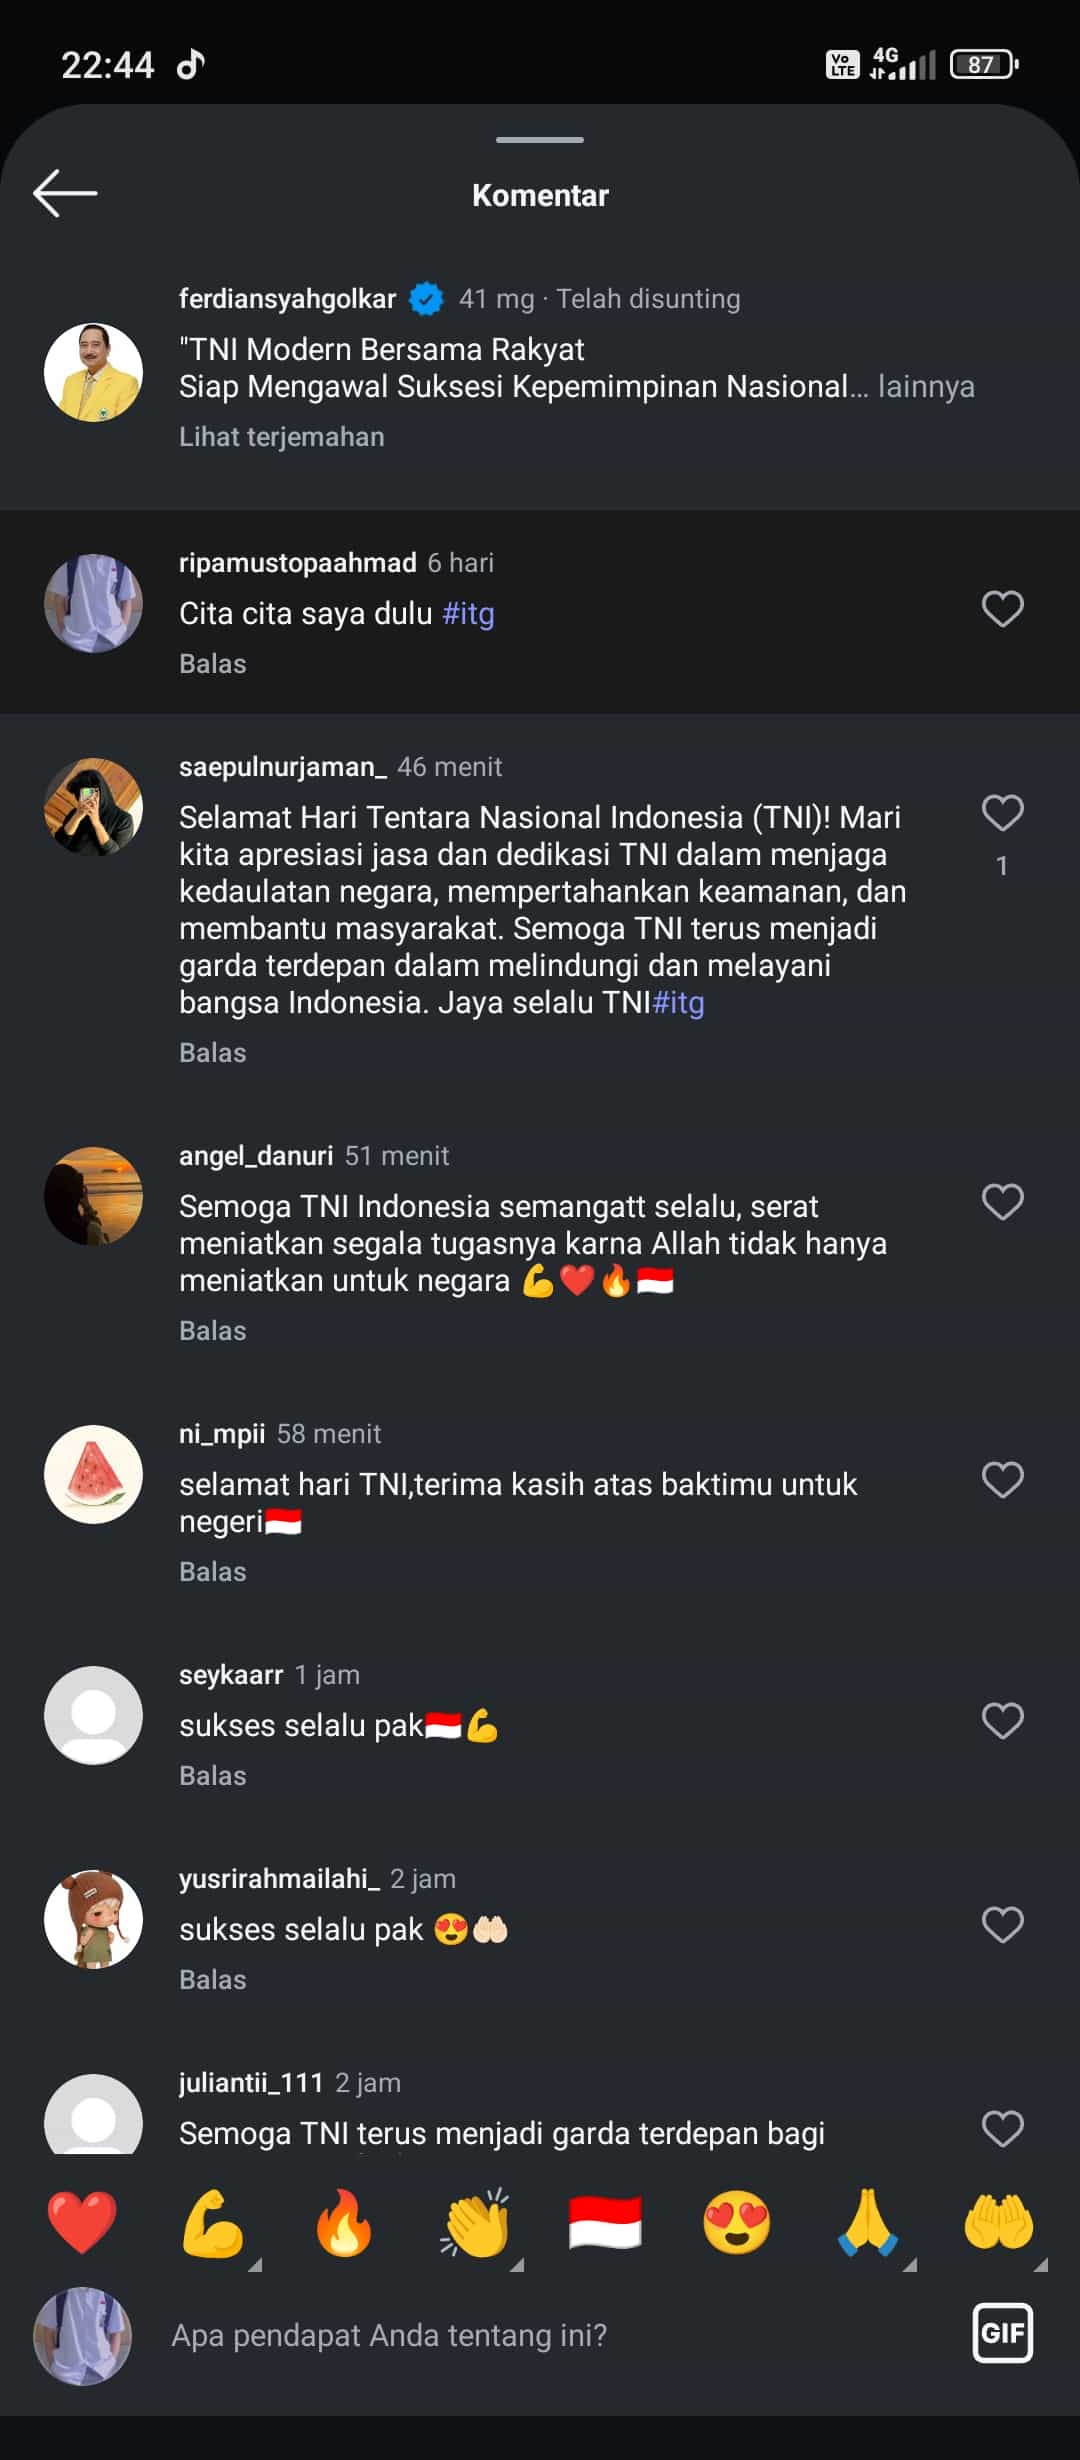 22:44
Vo LTE 4G 87
Komentar
ferdiansyahgolkar 41 mg · Telah disunting
"TNI Modern Bersama Rakyat
Siap Mengawal Suksesi Kepemimpinan Nasional... lainnya
Lihat terjemahan
ripamustopaahmad 6 hari
Cita cita saya dulu #itg
Balas
saepulnurjaman_ 46 menit
Selamat Hari Tentara Nasional Indonesia (TNI)! Mari
kita apresiasi jasa dan dedikasi TNI dalam menjaga
kedaulatan negara, mempertahankan keamanan, dan
membantu masyarakat. Semoga TNI terus menjadi
garda terdepan dalam melindungi dan melayani
bangsa Indonesia. Jaya selalu TNI#itg
1
Balas
angel_danuri 51 menit
Semoga TNI Indonesia semangatt selalu, serat
meniatkan segala tugasnya karna Allah tidak hanya
meniatkan untuk negara 💪❤️🔥🇮🇩
Balas
ni_mpii 58 menit
selamat hari TNI,terima kasih atas baktimu untuk
negeri🇮🇩
Balas
seykaarr 1 jam
sukses selalu pak🇮🇩💪
Balas
yusrirahmailahi_ 2 jam
sukses selalu pak 😍🤲🏻
Balas
juliantii_111 2 jam
Semoga TNI terus menjadi garda terdepan bagi
❤️💪🔥👏🇮🇩😍🙏🤲
Apa pendapat Anda tentang ini?
GIF